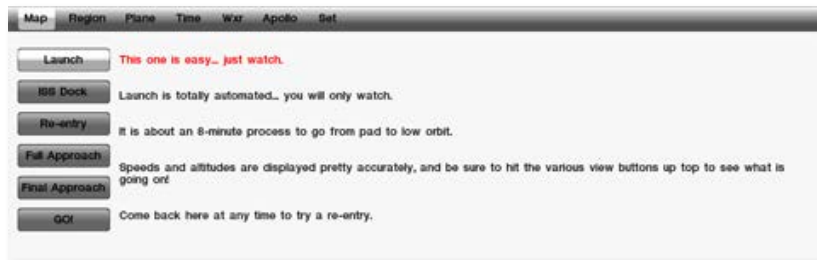 Map Region Plane Time Wxr Apollo Set
Launch
This one is easy... just watch.
ISS Dock
Launch is totally automated... you will only watch.
Re-entry
It is about an 8-minute process to go from pad to low orbit.
Full Approach
Speeds and altitudes are displayed pretty accurately, and be sure to hit the various view buttons up top to see what is
going on!
Final Approach
GO!
Come back here at any time to try a re-entry.